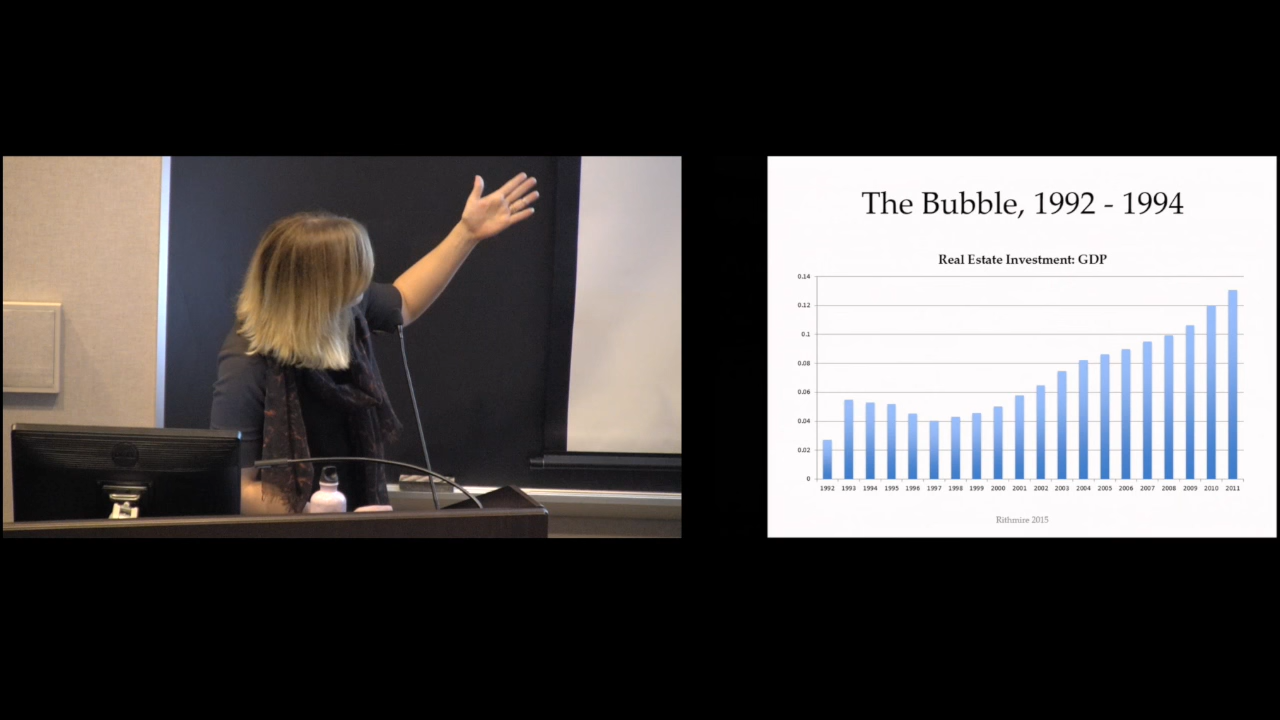 The Bubble, 1992 - 1994
Real Estate Investment: GDP
0.14
0.12
0.1
0.08
0.06
0.04
0.02
0
1992 1993 1994 1995 1996 1997 1998 1999 2000 2001 2002 2003 2004 2005 2006 2007 2008 2009 2010 2011
Rithmire 2015